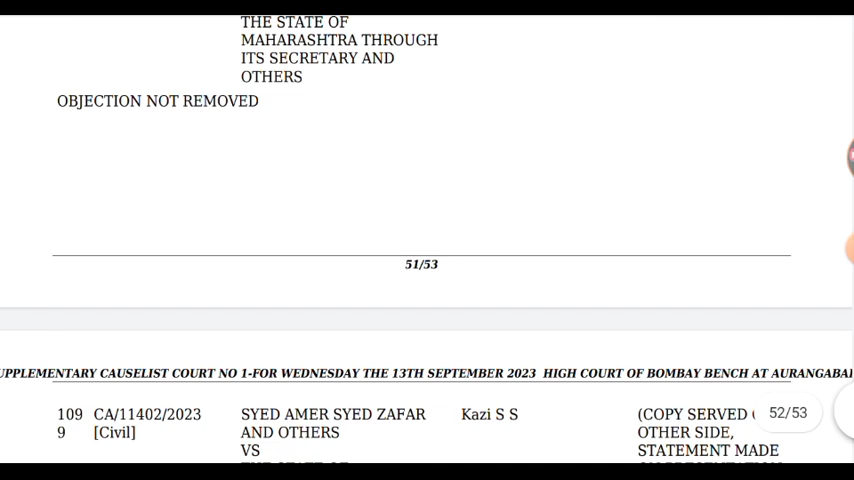 THE STATE OF
MAHARASHTRA THROUGH
ITS SECRETARY AND
OTHERS
OBJECTION NOT REMOVED
51/53
SUPPLEMENTARY CAUSELIST COURT NO 1-FOR WEDNESDAY THE 13TH SEPTEMBER 2023 HIGH COURT OF BOMBAY BENCH AT AURANGABAD
109 CA/11402/2023 SYED AMER SYED ZAFAR Kazi S S (COPY SERVED 52/53
9 [Civil] AND OTHERS OTHER SIDE,
VS STATEMENT MADE